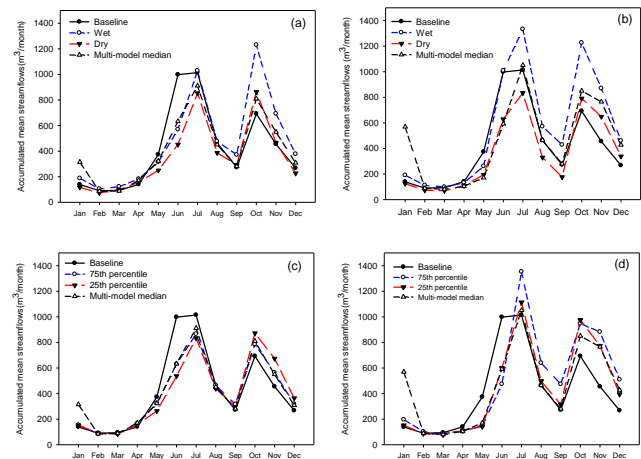 (a)
Baseline
Wet
Dry
Multi-model median
Accumulated mean streamflows(m³/month)
1400
1200
1000
800
600
400
200
0
Jan Feb Mar Apr May Jun Jul Aug Sep Oct Nov Dec
(b)
Baseline
Wet
Dry
Multi-model median
Accumulated mean streamflows (m³/month)
1400
1200
1000
800
600
400
200
0
Jan Feb Mar Apr May Jun Jul Aug Sep Oct Nov Dec
(c)
Baseline
75th percentile
25th percentile
Multi-model median
Accumulated mean streamflows(m³/month)
1400
1200
1000
800
600
400
200
0
Jan Feb Mar Apr May Jun Jul Aug Sep Oct Nov Dec
(d)
Baseline
75th percentile
25th percentile
Multi-model median
Accumulated mean streamflows(m³/month)
1400
1200
1000
800
600
400
200
0
Jan Feb Mar Apr May Jun Jul Aug Sep Oct Nov Dec